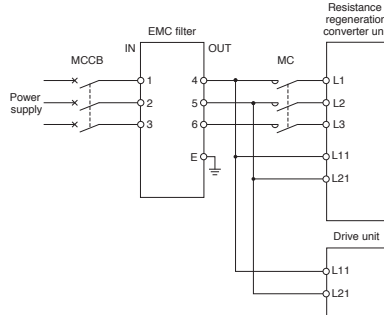 Resistance
regeneration
converter un
EMC filter
IN
OUT
MCCB
MC
1
4
L1
Power
supply
2
5
L2
3
6
L3
E
L11
L21
Drive unit
L11
L21